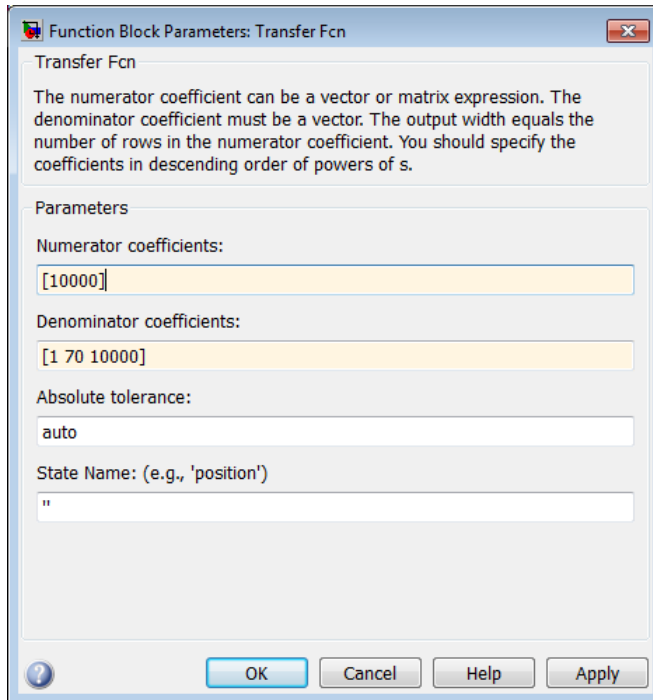 Function Block Parameters: Transfer Fcn
Transfer Fcn
The numerator coefficient can be a vector or matrix expression. The
denominator coefficient must be a vector. The output width equals the
number of rows in the numerator coefficient. You should specify the
coefficients in descending order of powers of s.
Parameters
Numerator coefficients:
[10000]
Denominator coefficients:
[1 70 10000]
Absolute tolerance:
auto
State Name: (e.g., 'position')
''
OK Cancel Help Apply